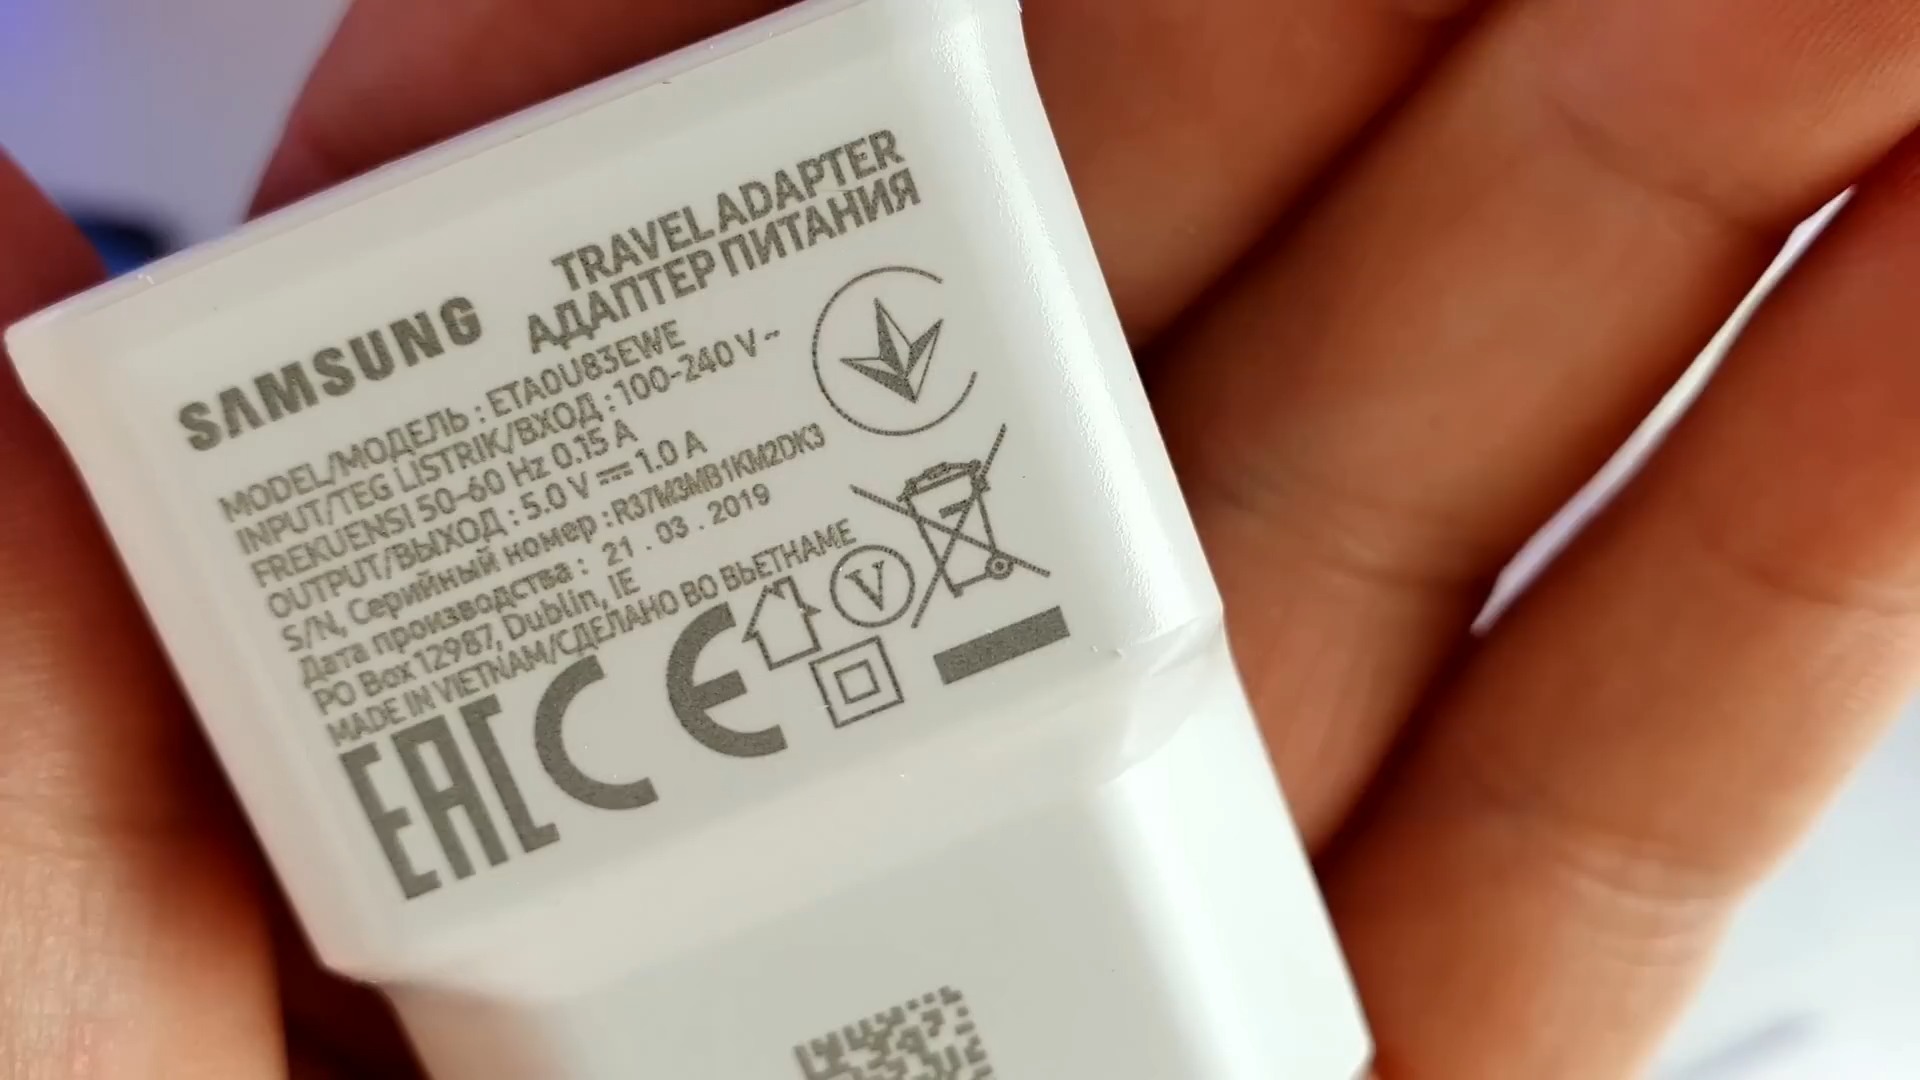 SAMSUNG
TRAVEL ADAPTER
АДАПТЕР ПИТАНИЯ
MODEL/МОДЕЛЬ : ETA0U83EWE
INPUT/TEG LISTRIK/ВХОД : 100-240 V~
FREKUENSI 50-60 Hz 0.15 A
OUTPUT/ВЫХОД : 5.0 V ⎓ 1.0 A
S/N, Серийный номер : R37M3MB1KM2DK3
Дата производства : 21 . 03 . 2019
PO Box 12987, Dublin, IE
MADE IN VIETNAM/СДЕЛАНО ВО ВЬЕТНАМЕ
EAC CE V